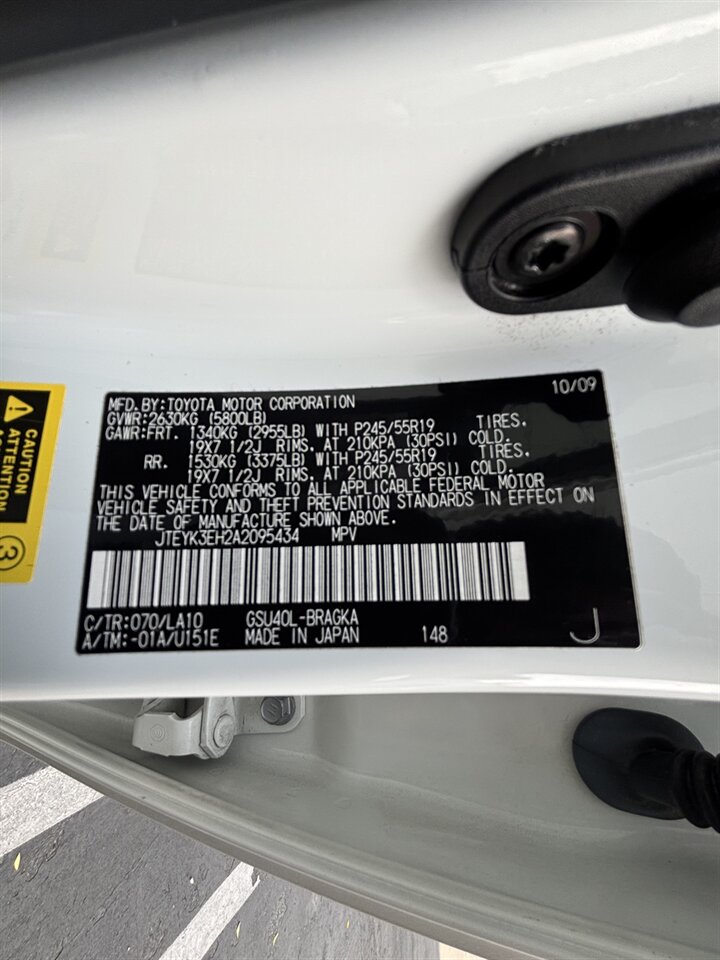 MFD.BY:TOYOTA MOTOR CORPORATION 10/09
GVWR:2630KG (5800LB)
GAWR:FRT. 1340KG (2955LB) WITH P245/55R19 TIRES.
19X7 1/2J RIMS. AT 210KPA (30PSI) COLD.
RR. 1530KG (3375LB) WITH P245/55R19 TIRES.
19X7 1/2J RIMS. AT 210KPA (30PSI) COLD.
THIS VEHICLE CONFORMS TO ALL APPLICABLE FEDERAL MOTOR
VEHICLE SAFETY AND THEFT PREVENTION STANDARDS IN EFFECT ON
THE DATE OF MANUFACTURE SHOWN ABOVE.
JTEYK3EH2A2095434 MPV
C/TR:070/LA10 GSU40L-BRAGKA
A/TM:-01A/U151E MADE IN JAPAN 148 J
CAUTION
ATTENTION
3